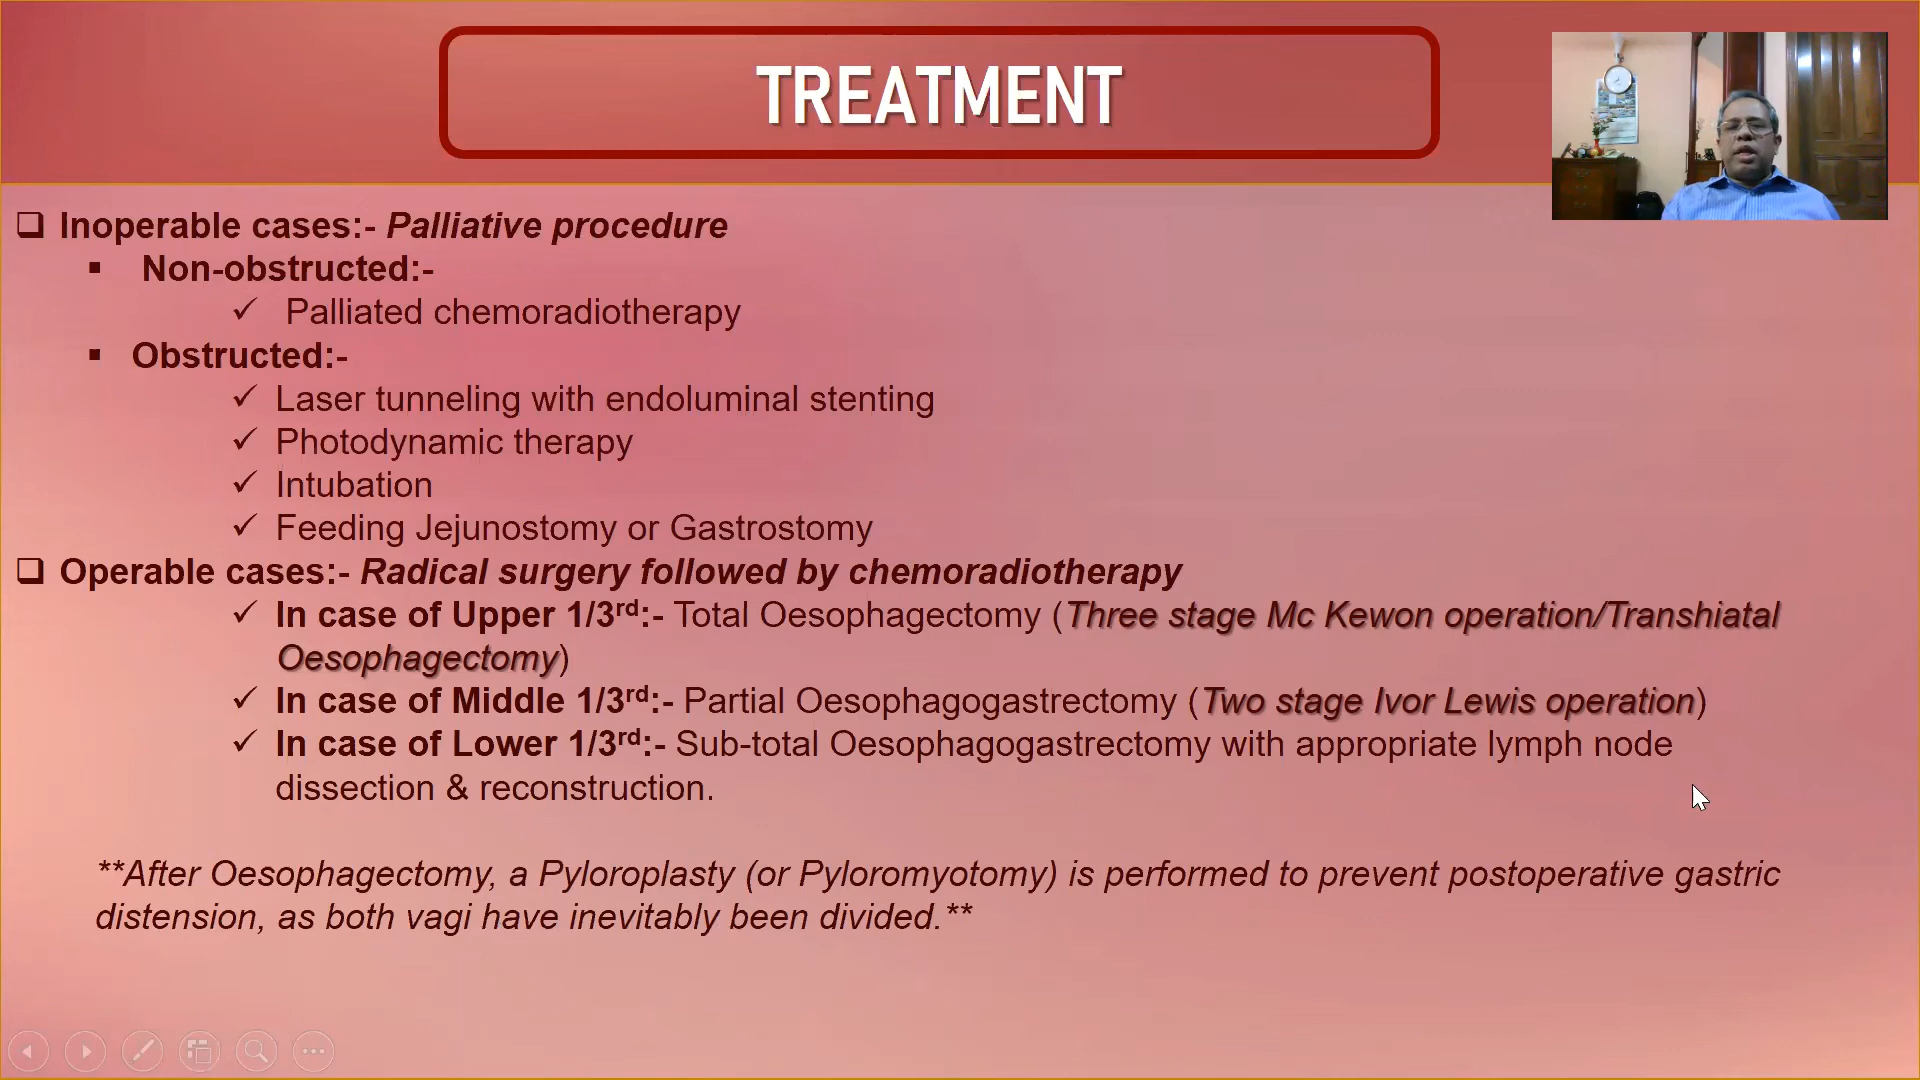 TREATMENT
❑ Inoperable cases:- Palliative procedure
▪ Non-obstructed:-
✓ Palliated chemoradiotherapy
▪ Obstructed:-
✓ Laser tunneling with endoluminal stenting
✓ Photodynamic therapy
✓ Intubation
✓ Feeding Jejunostomy or Gastrostomy
❑ Operable cases:- Radical surgery followed by chemoradiotherapy
✓ In case of Upper 1/3rd:- Total Oesophagectomy (Three stage Mc Kewon operation/Transhiatal
Oesophagectomy)
✓ In case of Middle 1/3rd:- Partial Oesophagogastrectomy (Two stage Ivor Lewis operation)
✓ In case of Lower 1/3rd:- Sub-total Oesophagogastrectomy with appropriate lymph node
dissection & reconstruction.
**After Oesophagectomy, a Pyloroplasty (or Pyloromyotomy) is performed to prevent postoperative gastric
distension, as both vagi have inevitably been divided.**